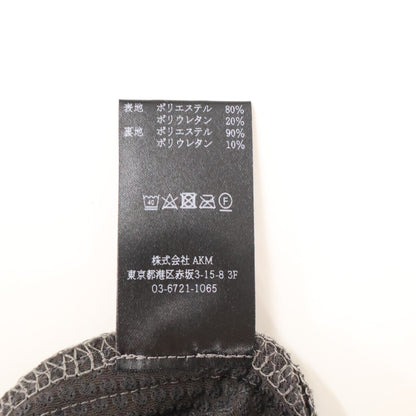 表地 ポリエステル 80%
ポリウレタン 20%
裏地 ポリエステル 90%
ポリウレタン 10%
40 F
株式会社 AKM
東京都港区赤坂3-15-8 3F
03-6721-1065